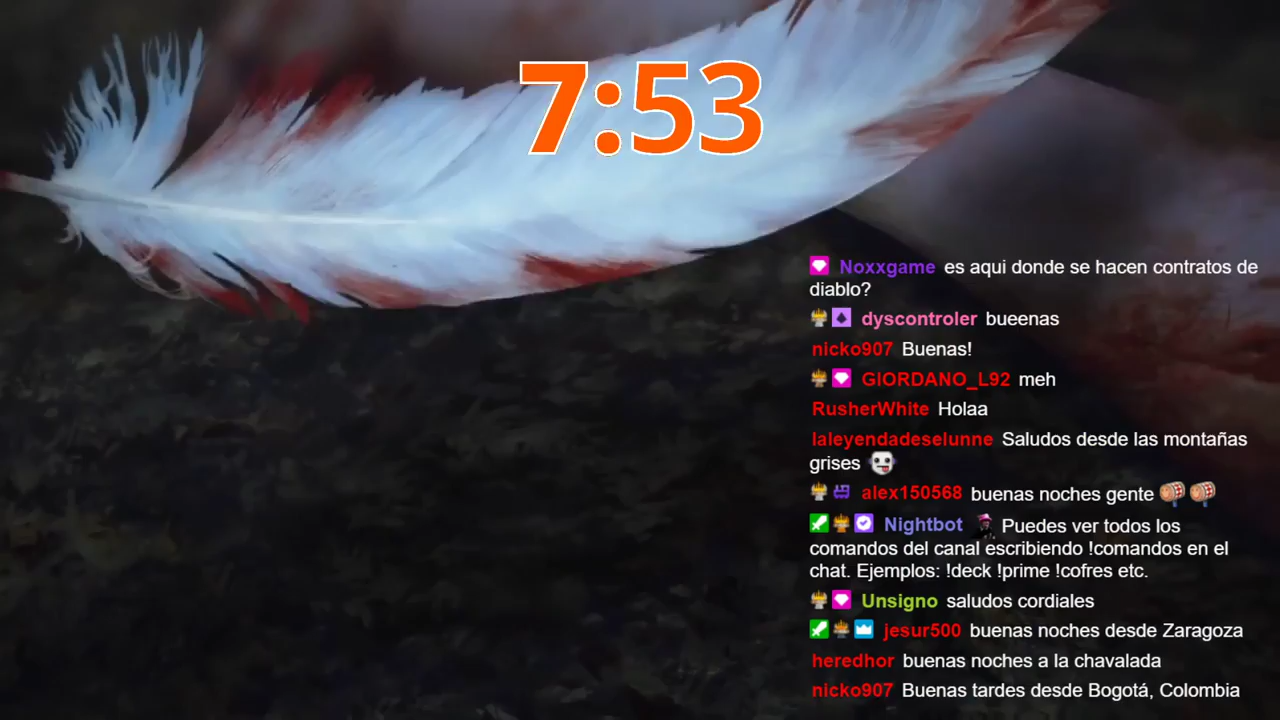 7:53
Noxxgame es aqui donde se hacen contratos de
diablo?
dyscontroler bueenas
nicko907 Buenas!
GIORDANO_L92 meh
RusherWhite Holaa
laleyendadeselunne Saludos desde las montañas
grises
alex150568 buenas noches gente
Nightbot Puedes ver todos los
comandos del canal escribiendo !comandos en el
chat. Ejemplos: !deck !prime !cofres etc.
Unsigno saludos cordiales
jesur500 buenas noches desde Zaragoza
heredhor buenas noches a la chavalada
nicko907 Buenas tardes desde Bogotá, Colombia